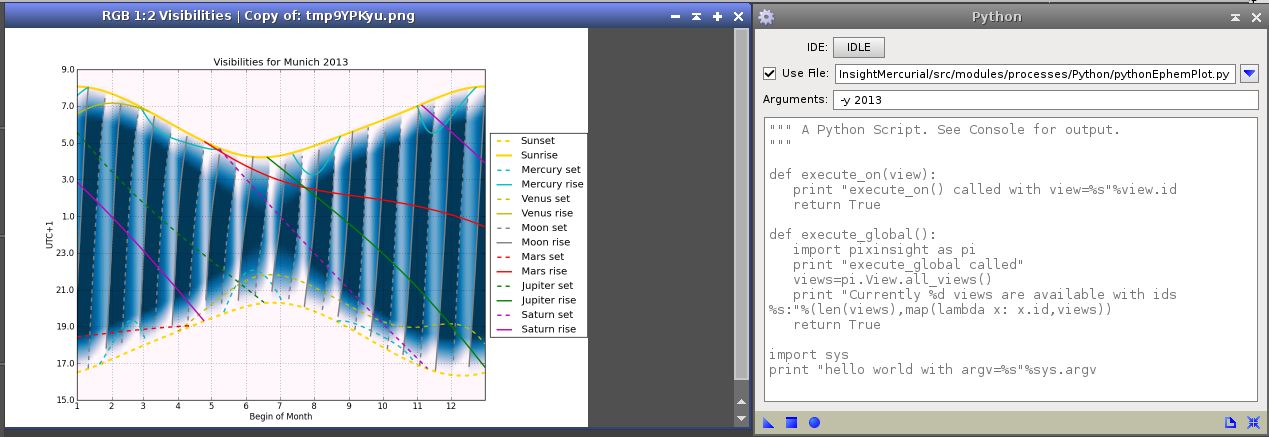 RGB 1:2 Visibilities | Copy of: tmp9YPKyu.png
Visibilities for Munich 2013
9.0
7.0
5.0
3.0
1.0
23.0
21.0
19.0
17.0
15.0
UTC+1
1 2 3 4 5 6 7 8 9 10 11 12
Begin of Month
Sunset
Sunrise
Mercury set
Mercury rise
Venus set
Venus rise
Moon set
Moon rise
Mars set
Mars rise
Jupiter set
Jupiter rise
Saturn set
Saturn rise
Python
IDE: IDLE
Use File: InsightMercurial/src/modules/processes/Python/pythonEphemPlot.py
Arguments: -y 2013
""" A Python Script. See Console for output.
"""
def execute_on(view):
print "execute_on() called with view=%s"%view.id
return True
def execute_global():
import pixinsight as pi
print "execute_global called"
views=pi.View.all_views()
print "Currently %d views are available with ids
%s:"%(len(views),map(lambda x: x.id,views))
return True
import sys
print "hello world with argv=%s"%sys.argv